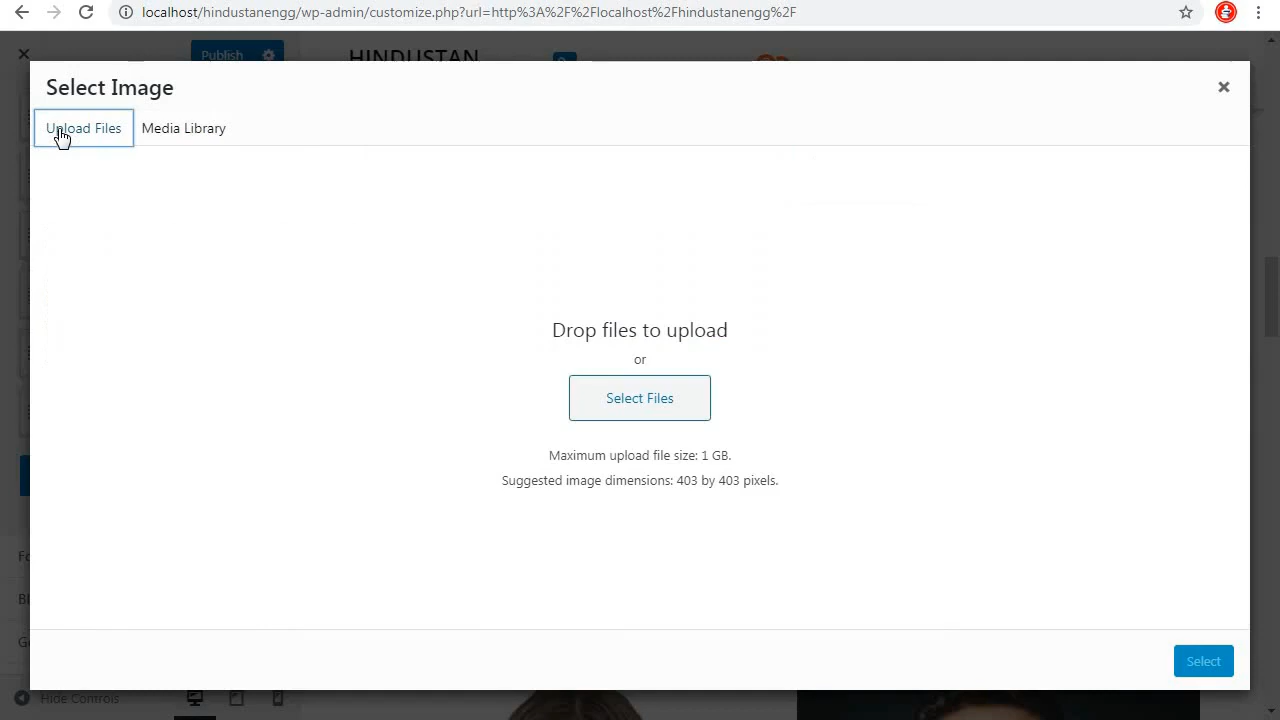 localhost/hindustanengg/wp-admin/customize.php?url=http%3A%2F%2Flocalhost%2Fhindustanengg%2F
Publish
HINDUSTAN
Select Image
Upload Files
Media Library
Drop files to upload
or
Select Files
Maximum upload file size: 1 GB.
Suggested image dimensions: 403 by 403 pixels.
Select
Hide Controls